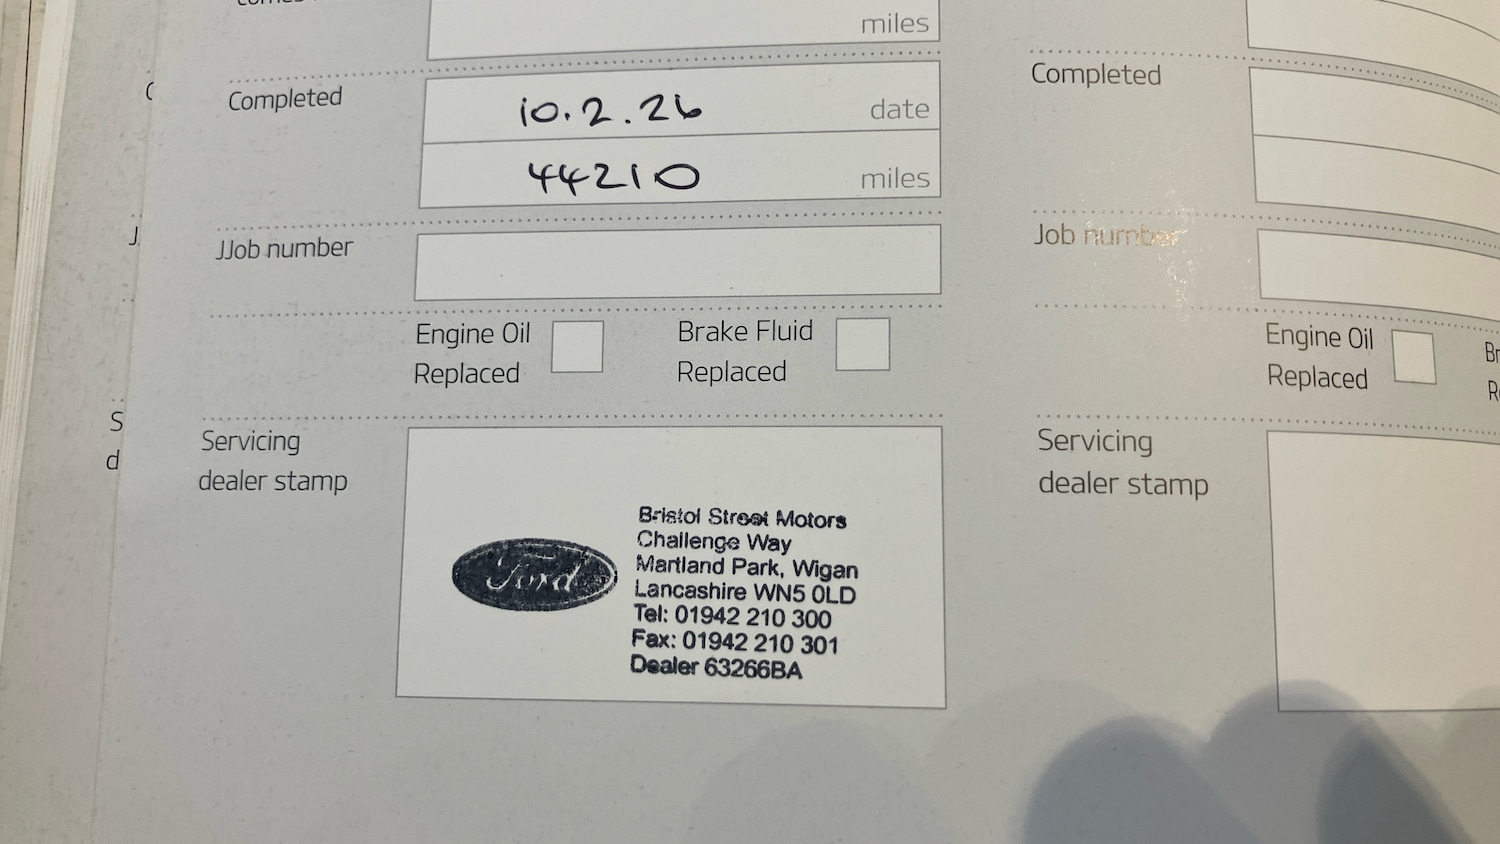 miles
Completed
10.2.26 date
44210 miles
JJob number
Engine Oil
Replaced
Brake Fluid
Replaced
Servicing
dealer stamp
Ford
Bristol Street Motors
Challenge Way
Martland Park, Wigan
Lancashire WN5 0LD
Tel: 01942 210 300
Fax: 01942 210 301
Dealer 63266BA
Completed
Job number
Engine Oil
Replaced
Servicing
dealer stamp